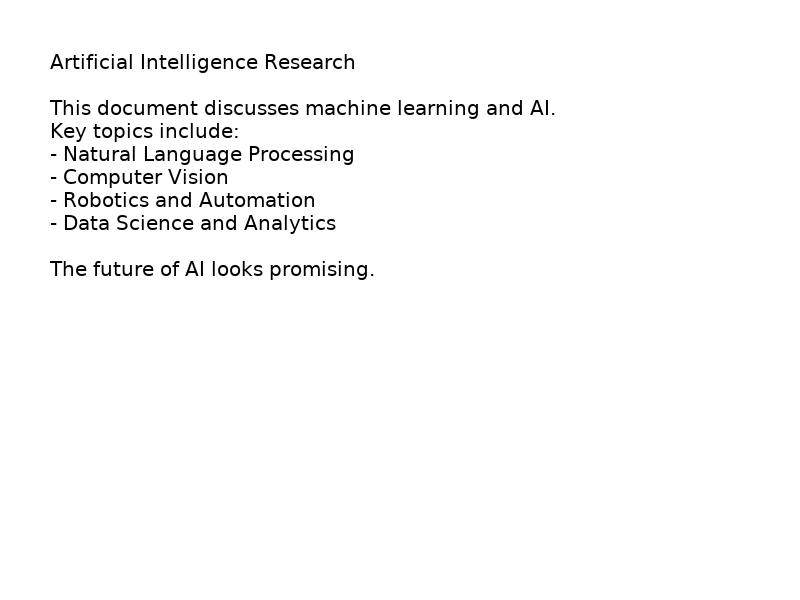 Artificial Intelligence Research
This document discusses machine learning and AI.
Key topics include:
- Natural Language Processing
- Computer Vision
- Robotics and Automation
- Data Science and Analytics
The future of AI looks promising.